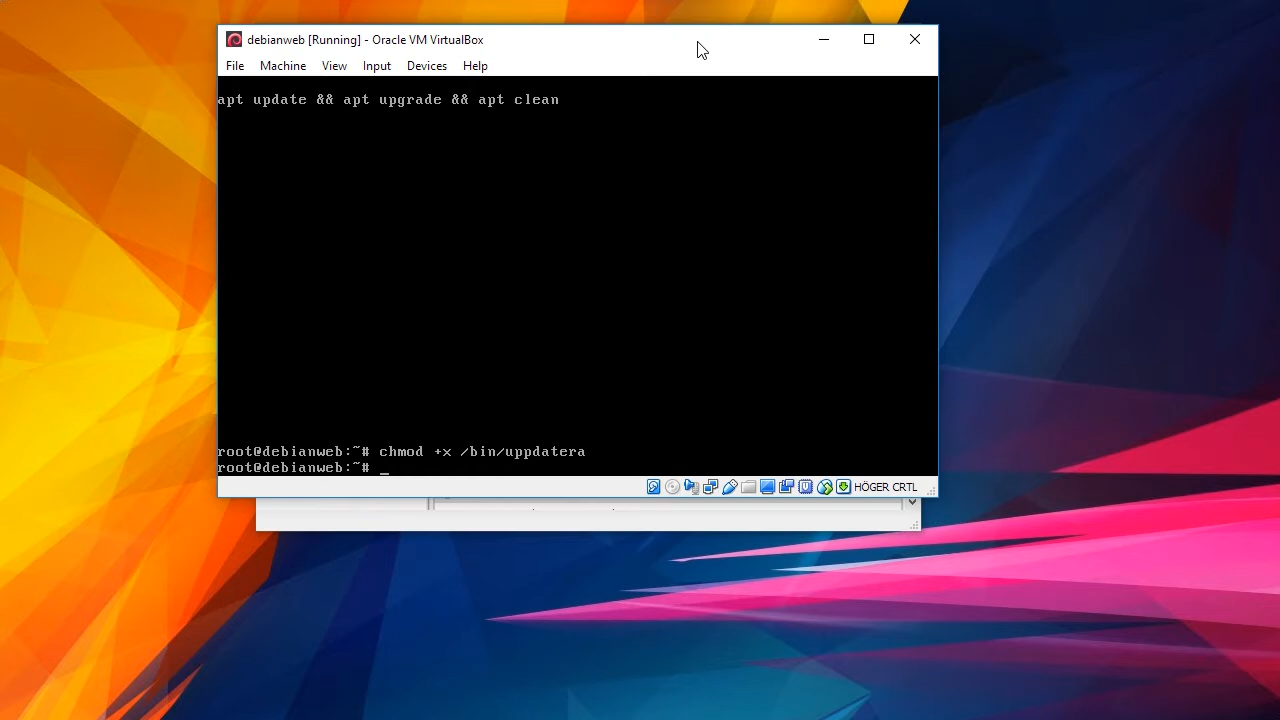 debianweb [Running] - Oracle VM VirtualBox
File Machine View Input Devices Help
apt update && apt upgrade && apt clean
root@debianweb:~# chmod +x /bin/uppdatera
root@debianweb:~# _
HÖGER CRTL